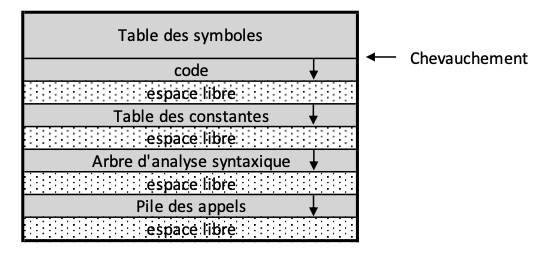 Table des symboles
Chevauchement
code
espace libre
Table des constantes
espace libre
Arbre d'analyse syntaxique
espace libre
Pile des appels
espace libre